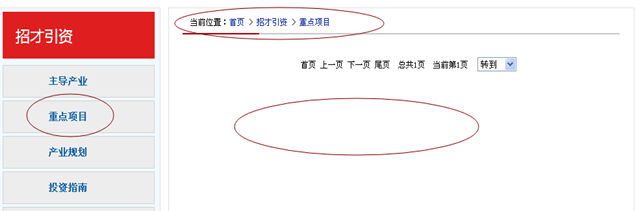 招才引资
主导产业
重点项目
产业规划
投资指南
当前位置：首页 > 招才引资 > 重点项目
首页 上一页 下一页 尾页 总共1页 当前第1页 转到